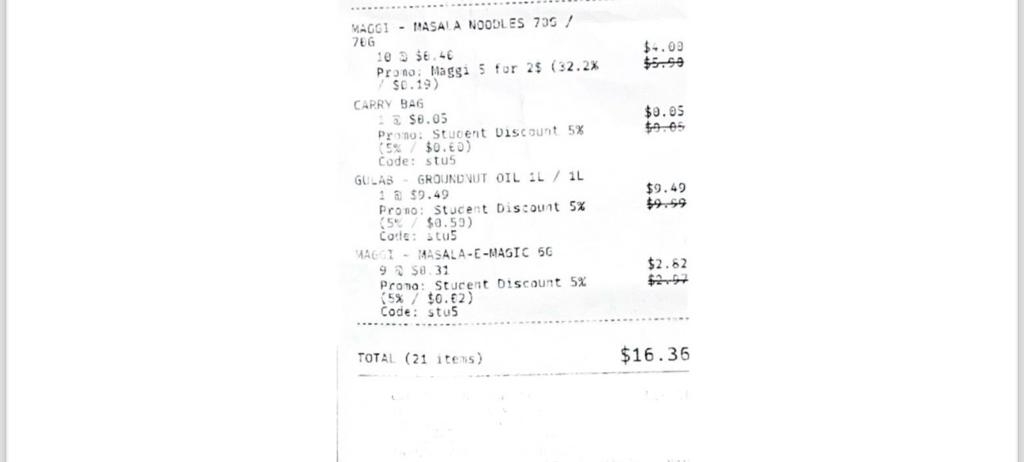 MAGGI - MASALA NOODLES 70G /
70G
10 @ $0.40
$4.00
Promo: Maggi 5 for 2$ (32.2%
$5.90
/ $0.19)
CARRY BAG
1 @ $0.05
$0.05
Promo: Student Discount 5%
$0.05
(5% / $0.00)
Code: stu5
GULAB - GROUNDNUT OIL 1L / 1L
1 @ $9.49
$9.49
Promo: Student Discount 5%
$9.99
(5% / $0.50)
Code: stu5
MAGGI - MASALA-E-MAGIC 6G
9 @ $0.31
$2.82
Promo: Student Discount 5%
$2.97
(5% / $0.02)
Code: stu5
TOTAL (21 items)
$16.36